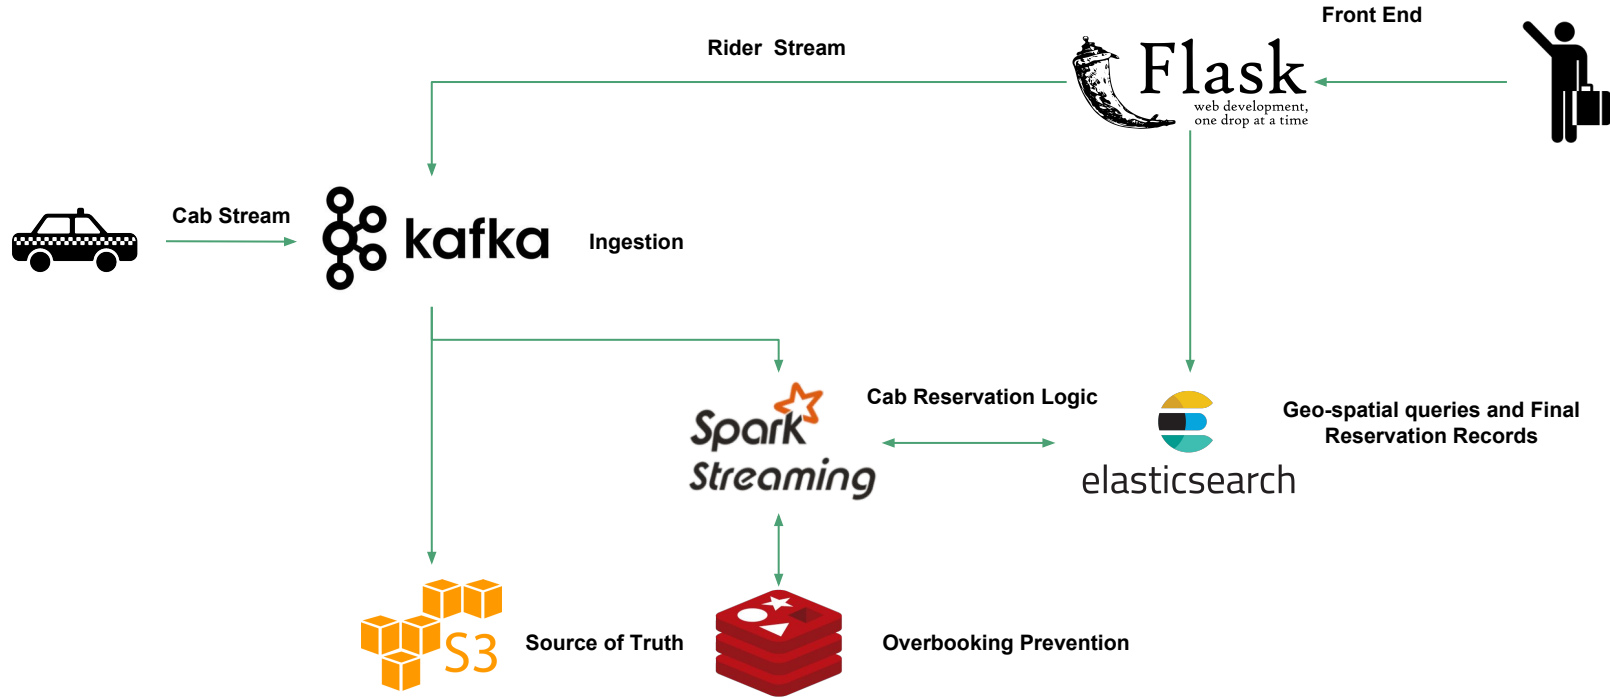 Front End
Rider Stream
Flask
web development,
one drop at a time
Cab Stream
kafka
Ingestion
Spark
Streaming
Cab Reservation Logic
elasticsearch
Geo-spatial queries and Final
Reservation Records
S3
Source of Truth
Overbooking Prevention